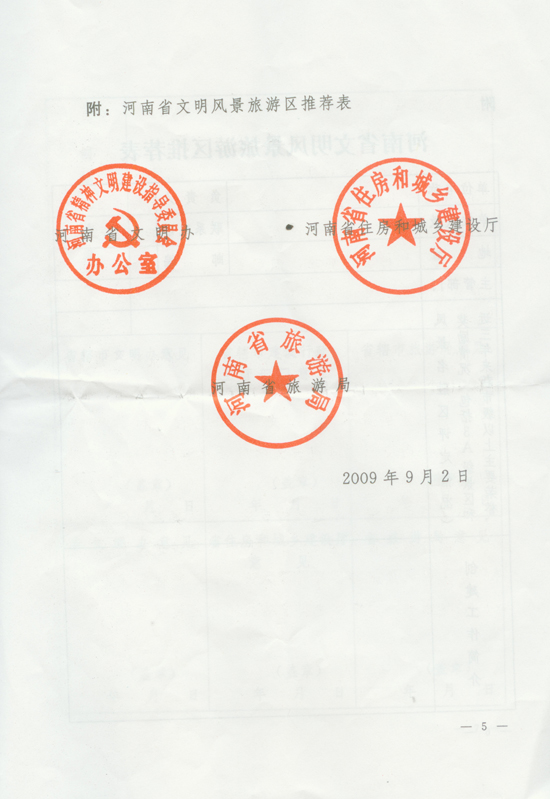 附：河南省文明风景旅游区推荐表
河南省精神文明建设指导委员会
办公室
河南省文明办
河南省住房和城乡建设厅
河南省住房和城乡建设厅
河南省旅游局
河南省旅游局
2009年9月2日
— 5 —